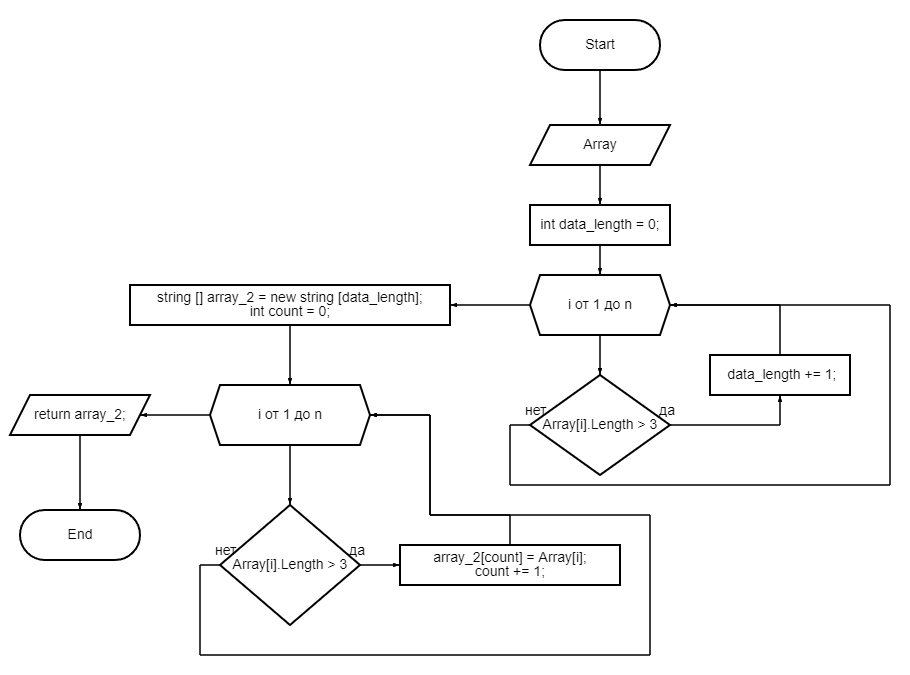 Start
Array
int data_length = 0;
i от 1 до n
string [] array_2 = new string [data_length];
int count = 0;
data_length += 1;
нет
Array[i].Length > 3
да
return array_2;
i от 1 до n
End
нет
Array[i].Length > 3
да
array_2[count] = Array[i];
count += 1;